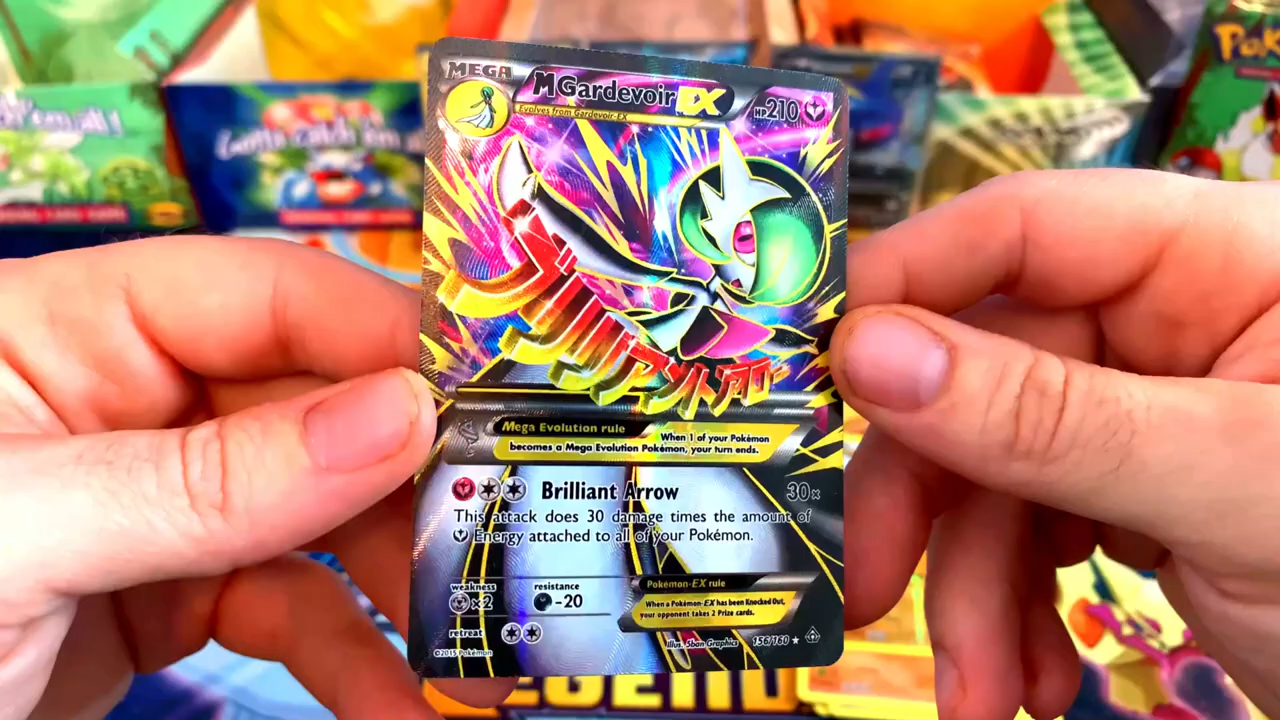 MEGA
M Gardevoir EX
HP210
Evolves from Gardevoir-EX
ブリリアントアロー
Mega Evolution rule
When 1 of your Pokémon
becomes a Mega Evolution Pokémon, your turn ends.
Brilliant Arrow 30×
This attack does 30 damage times the amount of
Energy attached to all of your Pokémon.
weakness resistance
×2 -20
Pokémon-EX rule
When a Pokémon-EX has been Knocked Out,
your opponent takes 2 Prize cards.
retreat
Illus. 5ban Graphics 156/160
©2015 Pokémon
Gotta catch 'em